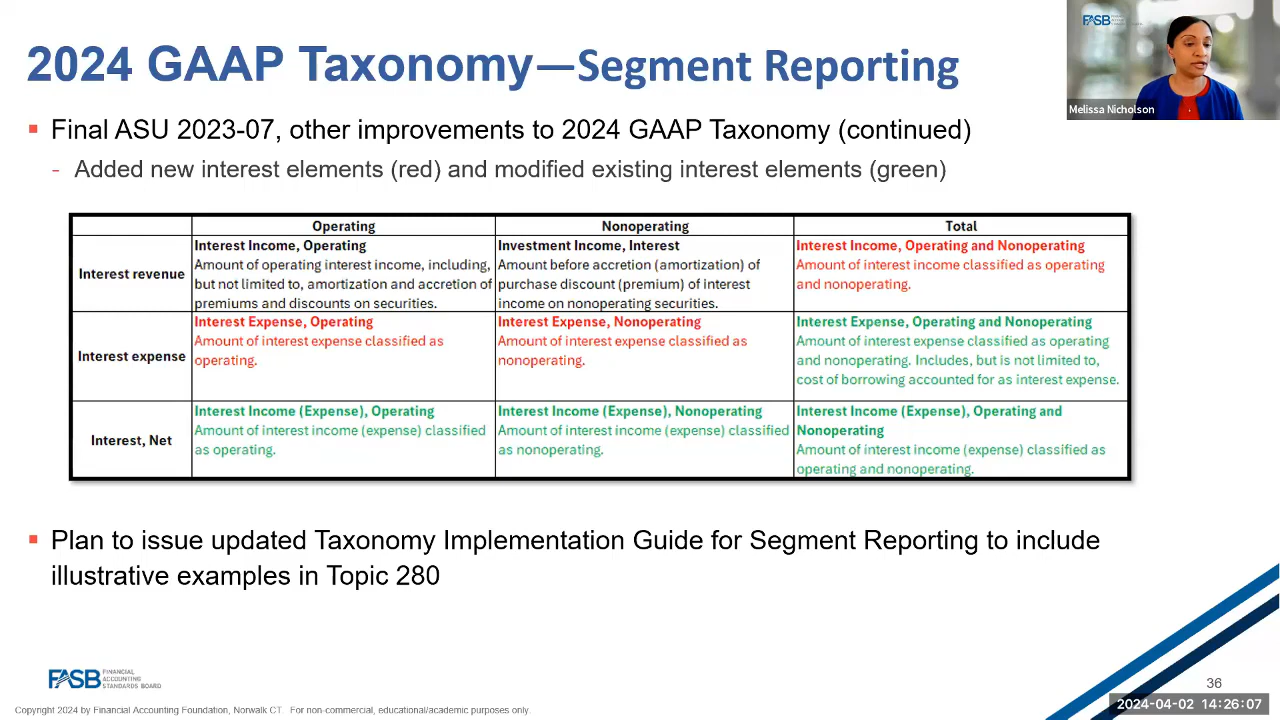 2024 GAAP Taxonomy—Segment Reporting
FASB
Melissa Nicholson
▪ Final ASU 2023-07, other improvements to 2024 GAAP Taxonomy (continued)
- Added new interest elements (red) and modified existing interest elements (green)
Operating Nonoperating Total
Interest revenue
Interest Income, Operating
Amount of operating interest income, including,
but not limited to, amortization and accretion of
premiums and discounts on securities.
Investment Income, Interest
Amount before accretion (amortization) of
purchase discount (premium) of interest
income on nonoperating securities.
Interest Income, Operating and Nonoperating
Amount of interest income classified as operating
and nonoperating.
Interest expense
Interest Expense, Operating
Amount of interest expense classified as
operating.
Interest Expense, Nonoperating
Amount of interest expense classified as
nonoperating.
Interest Expense, Operating and Nonoperating
Amount of interest expense classified as operating
and nonoperating. Includes, but is not limited to,
cost of borrowing accounted for as interest expense.
Interest, Net
Interest Income (Expense), Operating
Amount of interest income (expense) classified
as operating.
Interest Income (Expense), Nonoperating
Amount of interest income (expense) classified
as nonoperating.
Interest Income (Expense), Operating and
Nonoperating
Amount of interest income (expense) classified as
operating and nonoperating.
▪ Plan to issue updated Taxonomy Implementation Guide for Segment Reporting to include
illustrative examples in Topic 280
FASB FINANCIAL
ACCOUNTING
STANDARDS BOARD
36
2024-04-02 14:26:07
Copyright 2024 by Financial Accounting Foundation, Norwalk CT. For non-commercial, educational/academic purposes only.